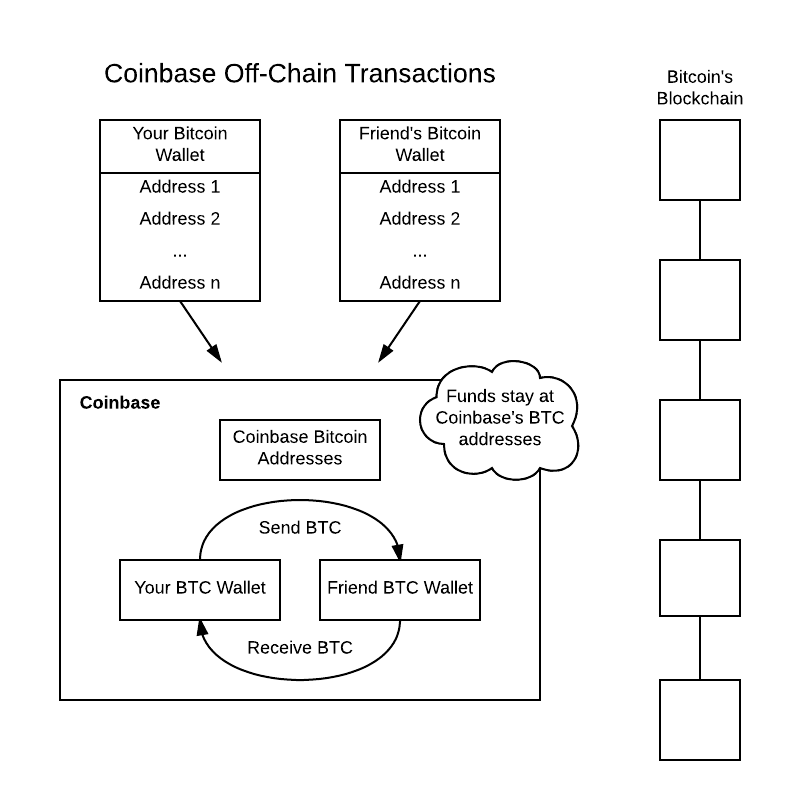 Coinbase Off-Chain Transactions
Bitcoin's
Blockchain
Your Bitcoin
Wallet
Address 1
Address 2
...
Address n
Friend's Bitcoin
Wallet
Address 1
Address 2
...
Address n
Coinbase
Funds stay at
Coinbase's BTC
addresses
Coinbase Bitcoin
Addresses
Send BTC
Your BTC Wallet
Friend BTC Wallet
Receive BTC